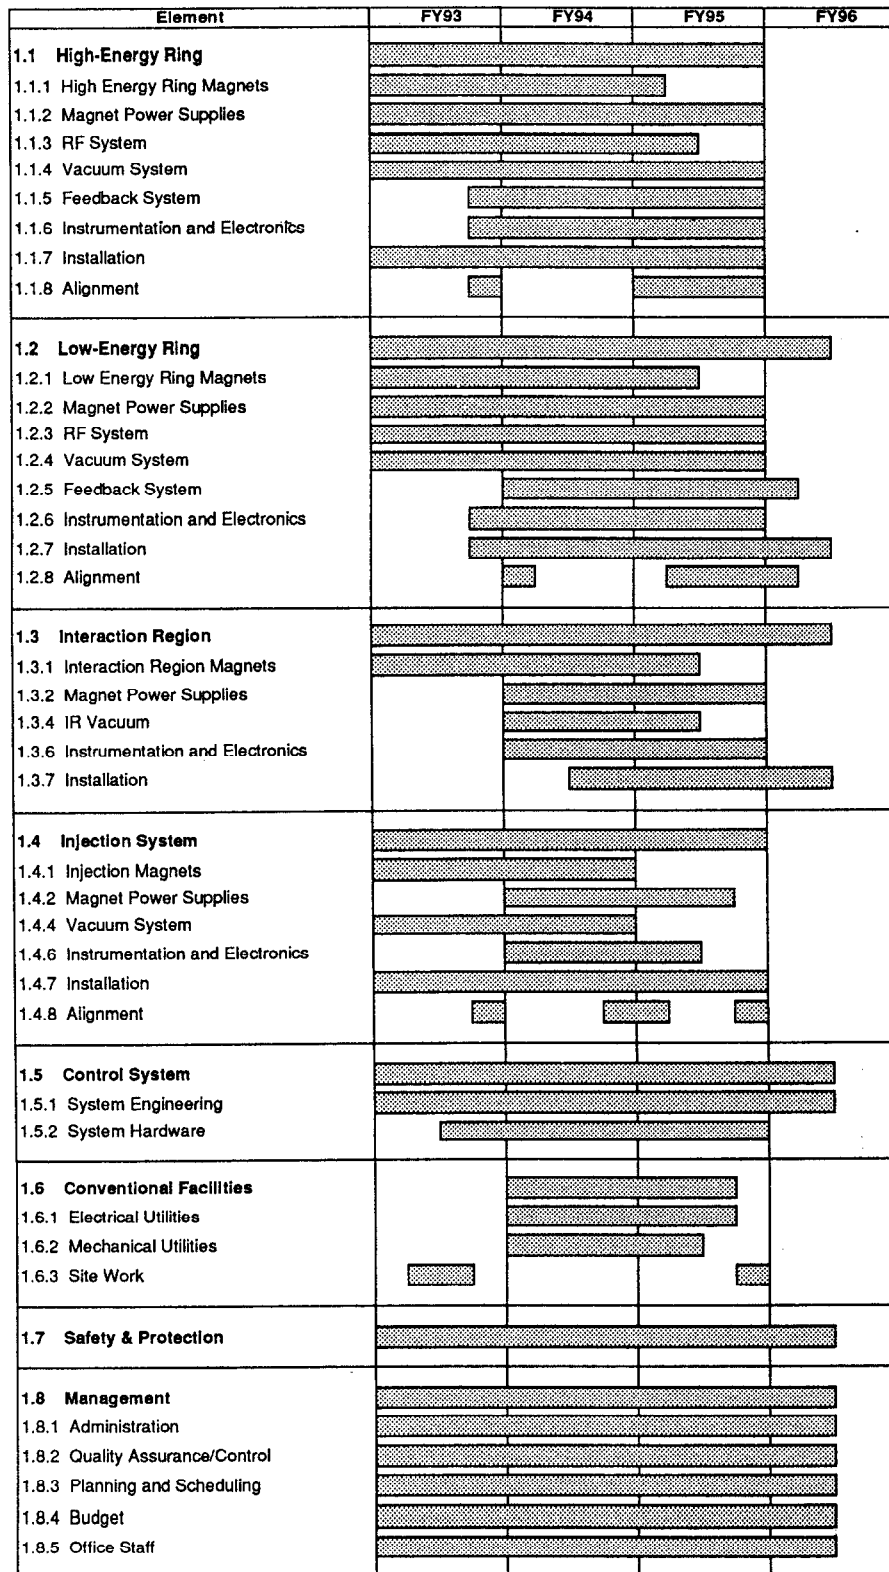 Element FY93 FY94 FY95 FY96
1.1 High-Energy Ring
1.1.1 High Energy Ring Magnets
1.1.2 Magnet Power Supplies
1.1.3 RF System
1.1.4 Vacuum System
1.1.5 Feedback System
1.1.6 Instrumentation and Electronics
1.1.7 Installation
1.1.8 Alignment
1.2 Low-Energy Ring
1.2.1 Low Energy Ring Magnets
1.2.2 Magnet Power Supplies
1.2.3 RF System
1.2.4 Vacuum System
1.2.5 Feedback System
1.2.6 Instrumentation and Electronics
1.2.7 Installation
1.2.8 Alignment
1.3 Interaction Region
1.3.1 Interaction Region Magnets
1.3.2 Magnet Power Supplies
1.3.4 IR Vacuum
1.3.6 Instrumentation and Electronics
1.3.7 Installation
1.4 Injection System
1.4.1 Injection Magnets
1.4.2 Magnet Power Supplies
1.4.4 Vacuum System
1.4.6 Instrumentation and Electronics
1.4.7 Installation
1.4.8 Alignment
1.5 Control System
1.5.1 System Engineering
1.5.2 System Hardware
1.6 Conventional Facilities
1.6.1 Electrical Utilities
1.6.2 Mechanical Utilities
1.6.3 Site Work
1.7 Safety & Protection
1.8 Management
1.8.1 Administration
1.8.2 Quality Assurance/Control
1.8.3 Planning and Scheduling
1.8.4 Budget
1.8.5 Office Staff